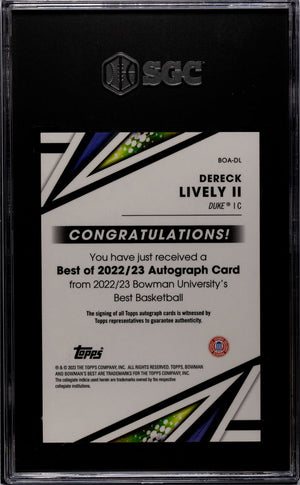 SGC
BOA-DL
DERECK
LIVELY II
DUKE® | C
CONGRATULATIONS!
You have just received a
Best of 2022/23 Autograph Card
from 2022/23 Bowman University's
Best Basketball
The signing of all Topps autograph cards is witnessed by
Topps representatives to guarantee authenticity.
Topps
® & © 2023 THE TOPPS COMPANY, INC. ALL RIGHTS RESERVED. TOPPS, BOWMAN
AND BOWMAN'S BEST ARE TRADEMARKS OF THE TOPPS COMPANY, INC.
The collegiate indicia used herein are trademarks owned by the respective
collegiate institutions.